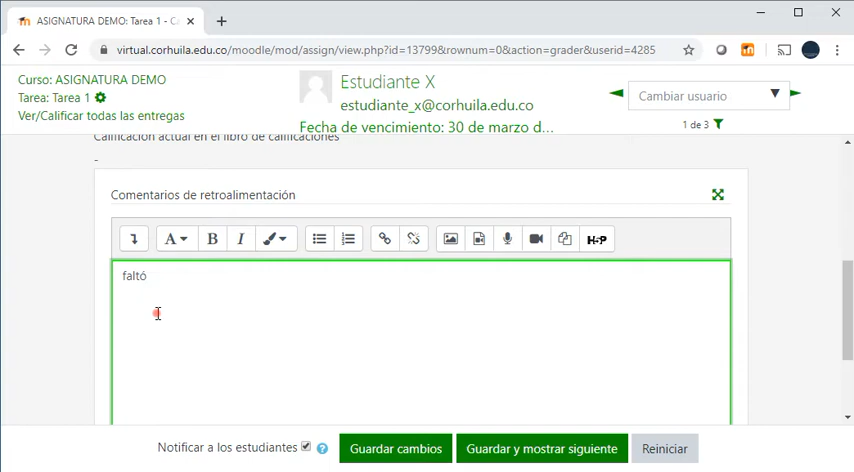 ASIGNATURA DEMO: Tarea 1 - Ca
virtual.corhuila.edu.co/moodle/mod/assign/view.php?id=13799&rownum=0&action=grader&userid=4285
Curso: ASIGNATURA DEMO
Tarea: Tarea 1
Ver/Calificar todas las entregas
Estudiante X
estudiante_x@corhuila.edu.co
Fecha de vencimiento: 30 de marzo d...
Cambiar usuario
1 de 3
Calificación actual en el libro de calificaciones
-
Comentarios de retroalimentación
A B I H5P
faltó
Notificar a los estudiantes
Guardar cambios
Guardar y mostrar siguiente
Reiniciar